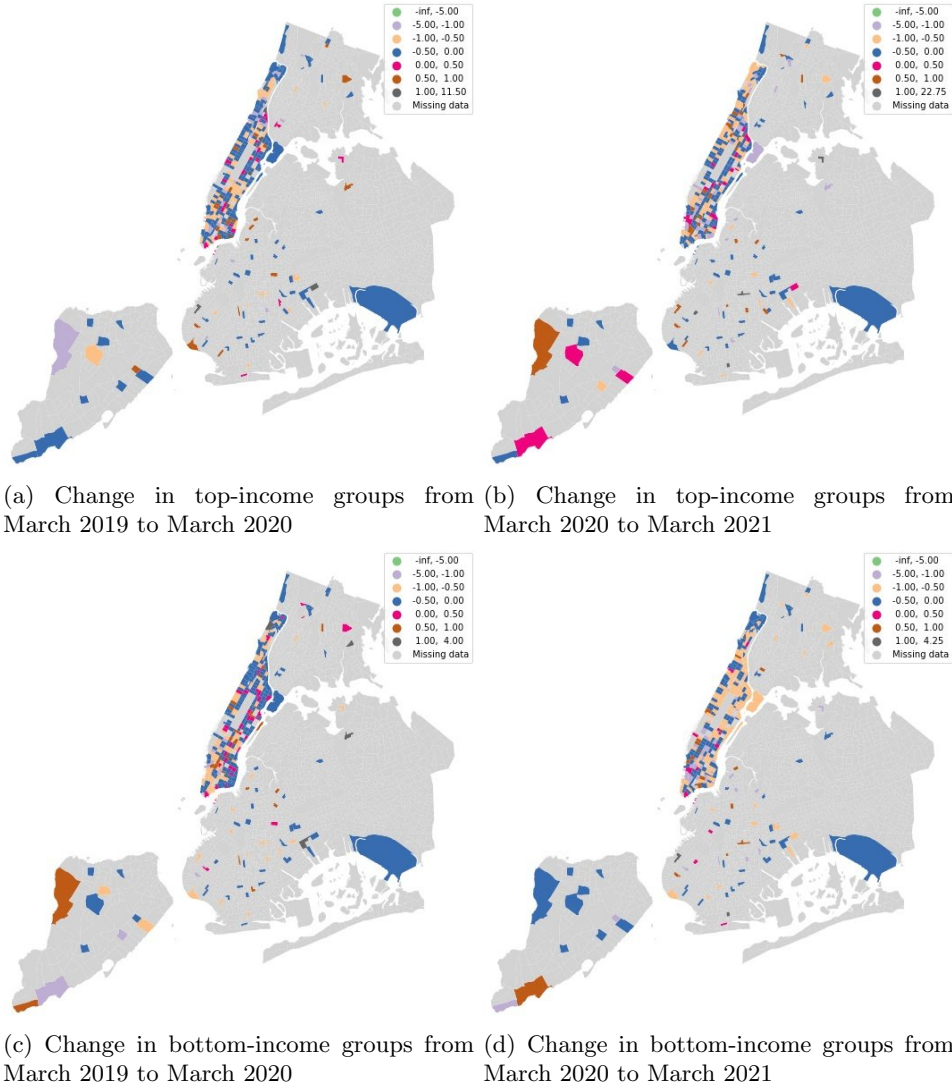 -inf, -5.00
-5.00, -1.00
-1.00, -0.50
-0.50, 0.00
0.00, 0.50
0.50, 1.00
1.00, 11.50
Missing data
-inf, -5.00
-5.00, -1.00
-1.00, -0.50
-0.50, 0.00
0.00, 0.50
0.50, 1.00
1.00, 22.75
Missing data
(a) Change in top-income groups from
March 2019 to March 2020
(b) Change in top-income groups from
March 2020 to March 2021
-inf, -5.00
-5.00, -1.00
-1.00, -0.50
-0.50, 0.00
0.00, 0.50
0.50, 1.00
1.00, 4.00
Missing data
-inf, -5.00
-5.00, -1.00
-1.00, -0.50
-0.50, 0.00
0.00, 0.50
0.50, 1.00
1.00, 4.25
Missing data
(c) Change in bottom-income groups from
March 2019 to March 2020
(d) Change in bottom-income groups from
March 2020 to March 2021